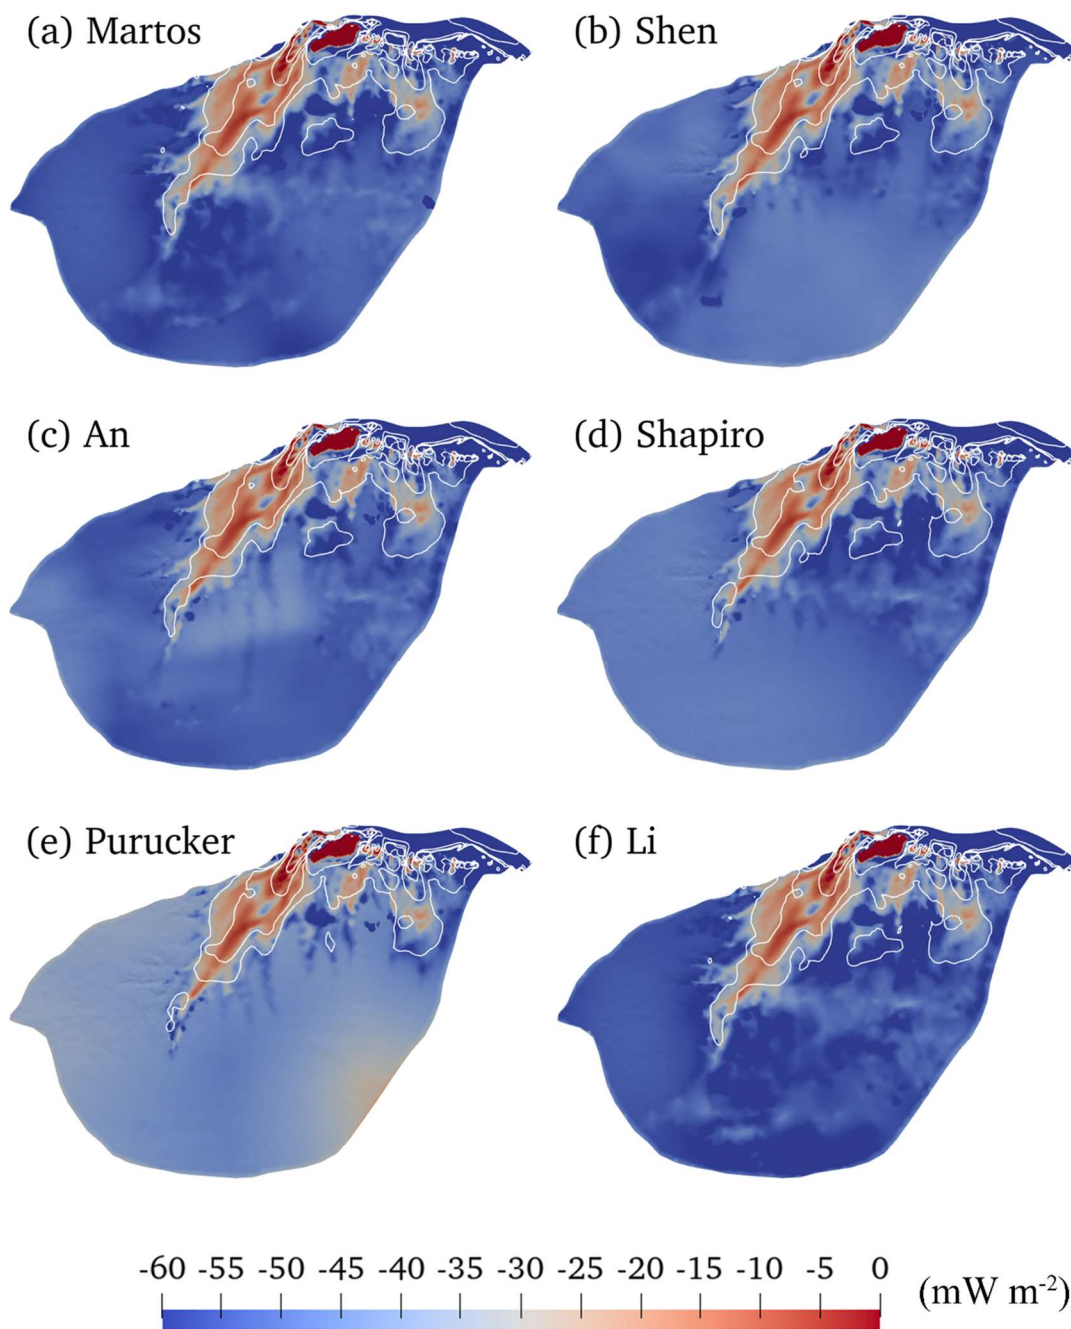 (a) Martos
(b) Shen
(c) An
(d) Shapiro
(e) Purucker
(f) Li
-60 -55 -50 -45 -40 -35 -30 -25 -20 -15 -10 -5 0 (mW m⁻²)